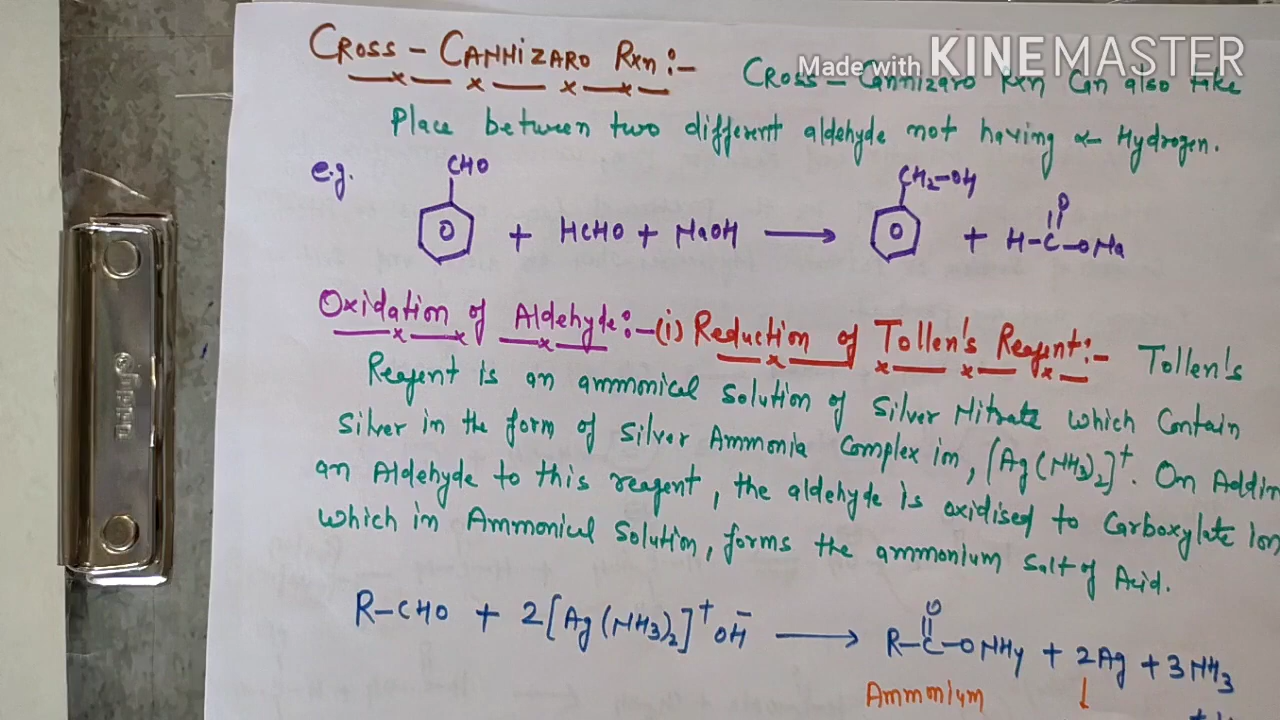 CROSS - CANNIZARO Rxn :-
Made with KINEMASTER
CROSS - Cannizaro Rxn Can also take
Place between two different aldehyde not having α- Hydrogen.
e.g.
CHO
CH2-OH
O + HCHO + NaOH → O + H-C-ONa
O
Oxidation of Aldehyde :- (i) Reduction of Tollen's Reagent :- Tollen's
Reagent is an ammonical solution of Silver Nitrate which Contain
Silver in the form of Silver Ammonia Complex ion, [Ag(NH3)2]+. On Addin
an Aldehyde to this reagent, the aldehyde is oxidised to Carboxylate ion
which in Ammonical Solution, forms the ammonium Salt of Acid.
O
R-CHO + 2[Ag(NH3)2]+ OH- → R-C-ONH4 + 2Ag + 3NH3
Ammonium ↓